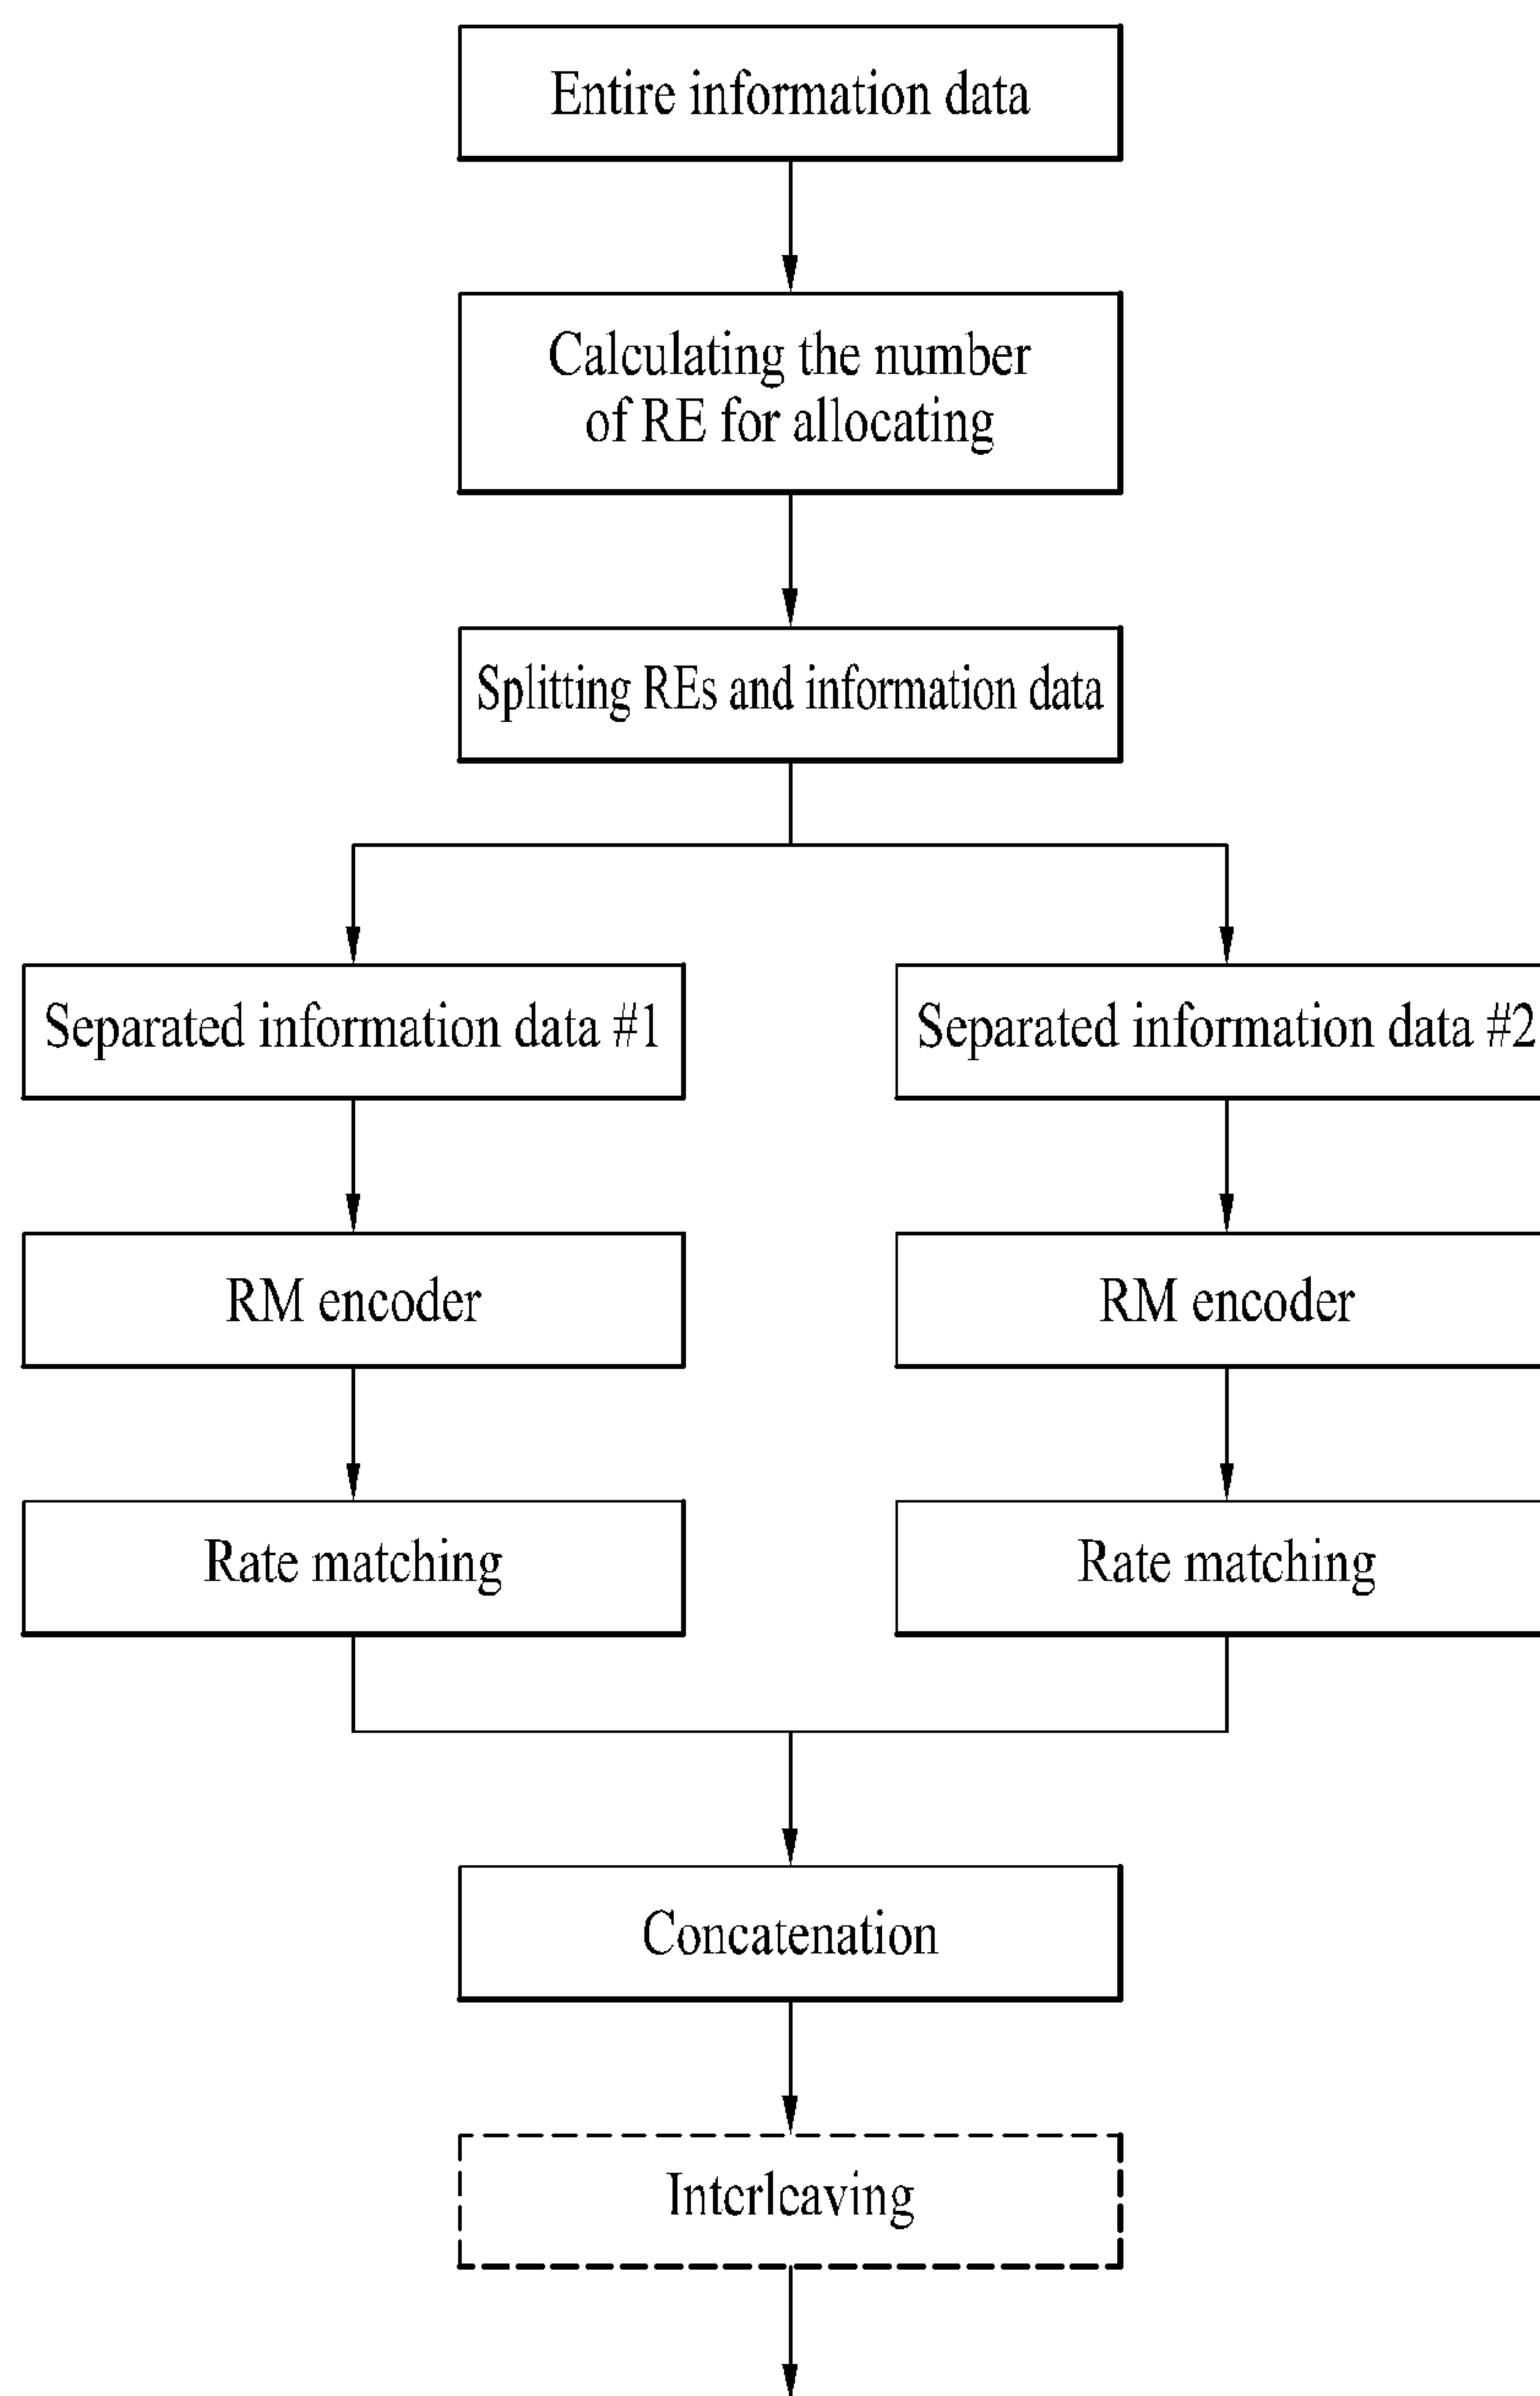 Entire information data
Calculating the number
of RE for allocating
Splitting REs and information data
Separated information data #1
Separated information data #2
RM encoder
RM encoder
Rate matching
Rate matching
Concatenation
Interleaving